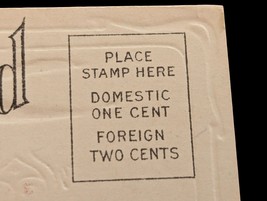 d
PLACE
STAMP HERE
DOMESTIC
ONE CENT
FOREIGN
TWO CENTS